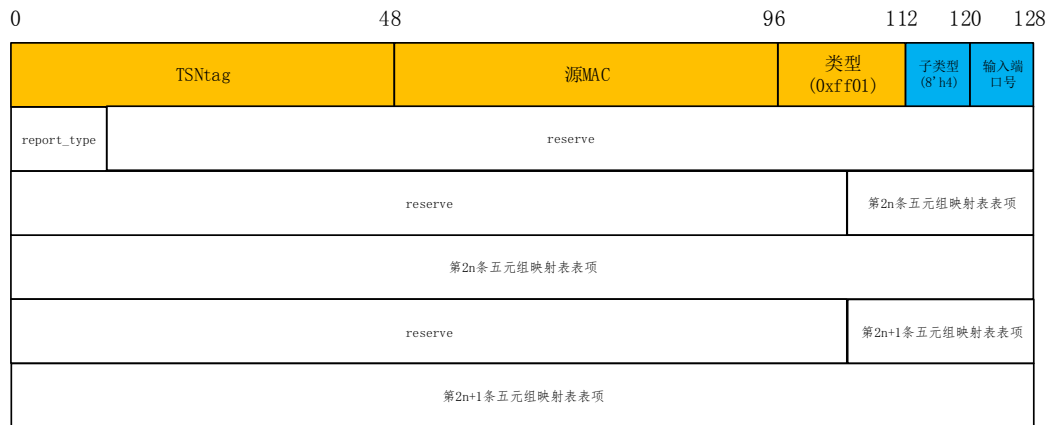 0 48 96 112 120 128
TSNtag 源MAC 类型 子类型 输入端
(0xff01) (8'h4) 口号
report_type reserve
reserve 第2n条五元组映射表表项
第2n条五元组映射表表项
reserve 第2n+1条五元组映射表表项
第2n+1条五元组映射表表项